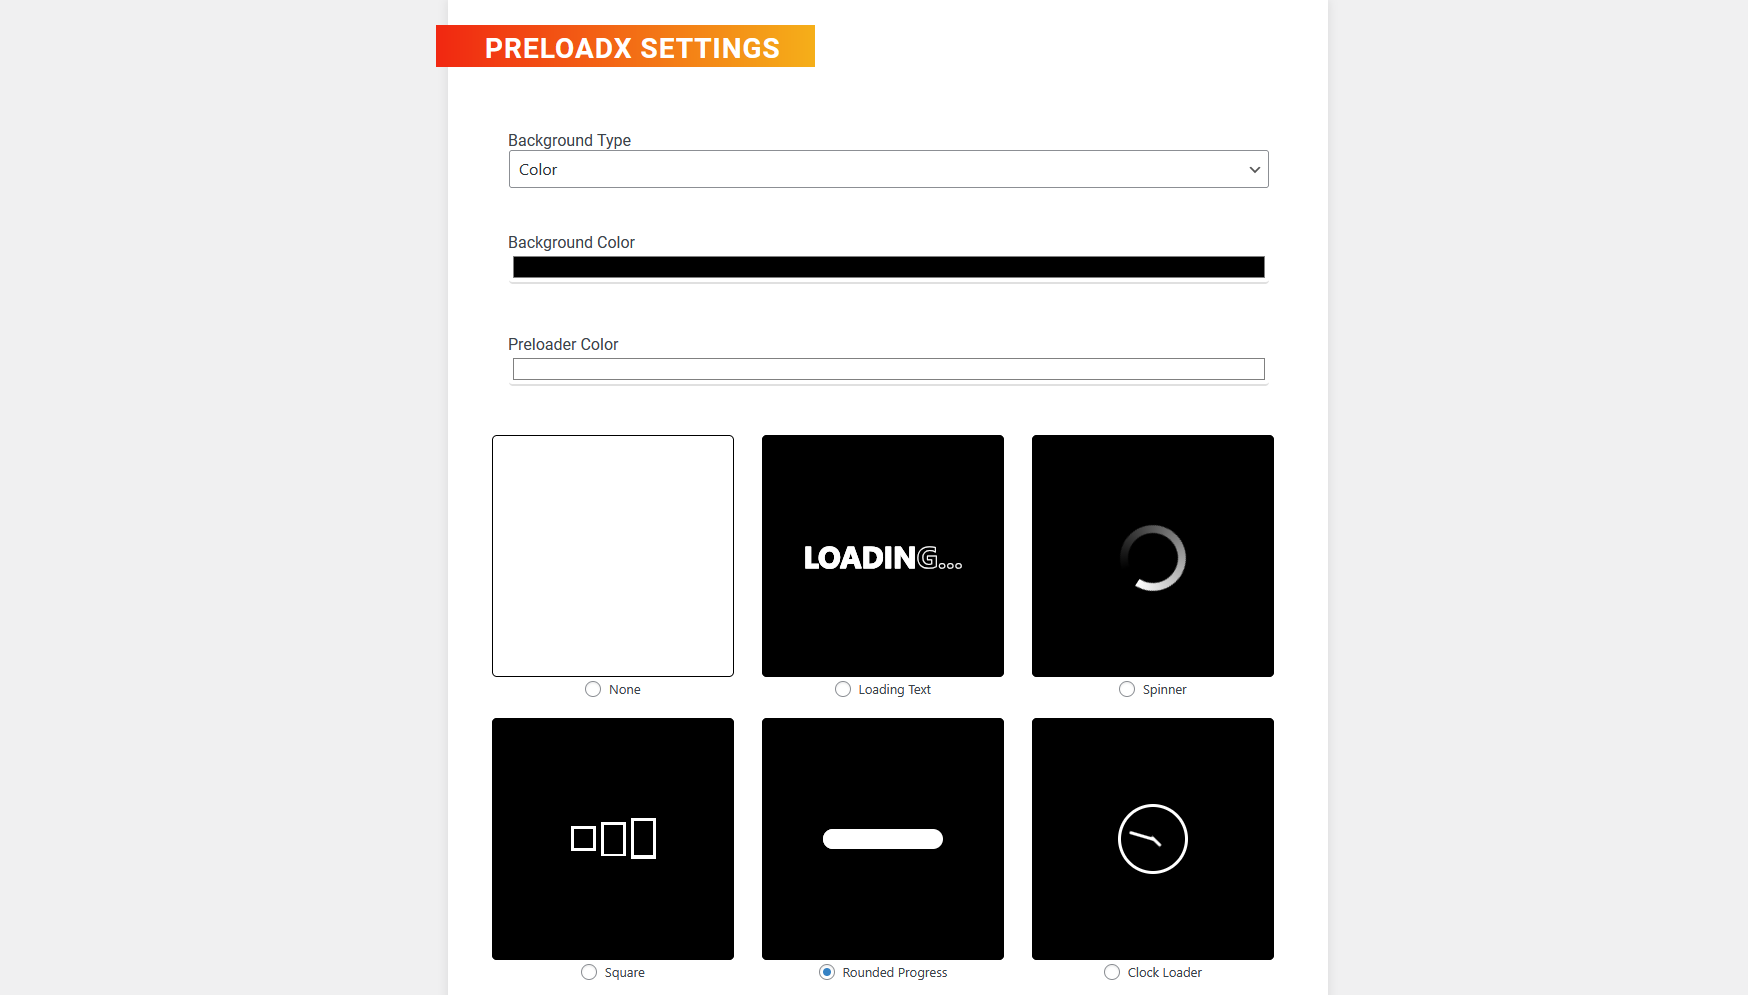 PRELOADX SETTINGS
Background Type
Color
Background Color
Preloader Color
LOADING...
None
Loading Text
Spinner
Square
Rounded Progress
Clock Loader